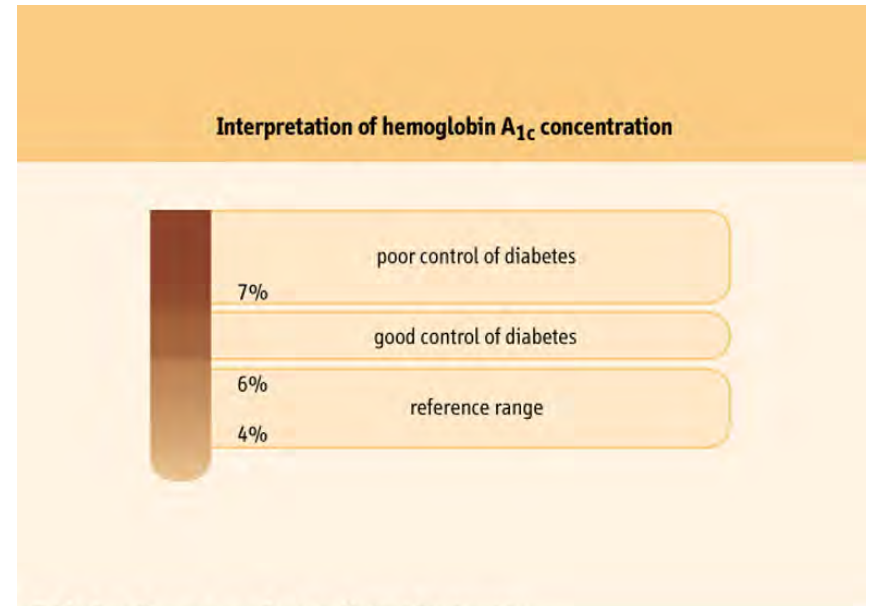 Interpretation of hemoglobin A1c concentration
poor control of diabetes
7%
good control of diabetes
6%
reference range
4%